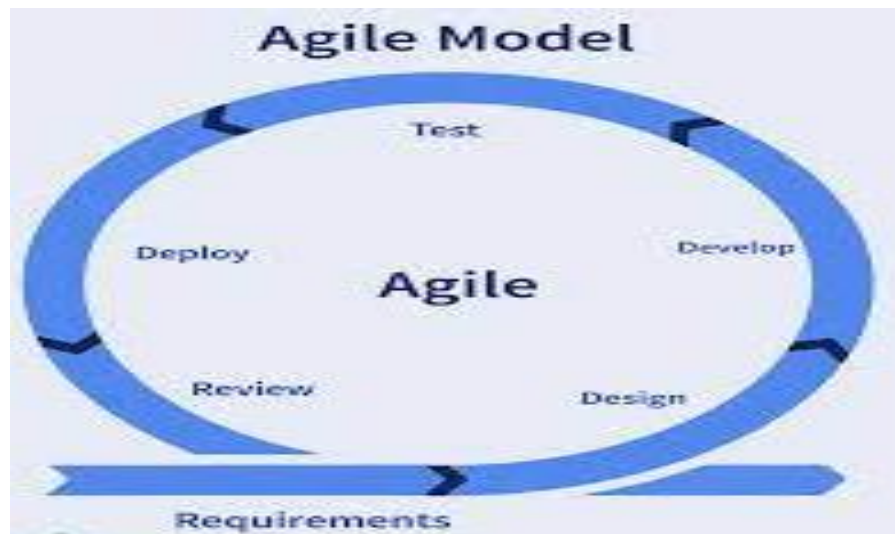 Agile Model
Test
Deploy
Develop
Agile
Review
Design
Requirements